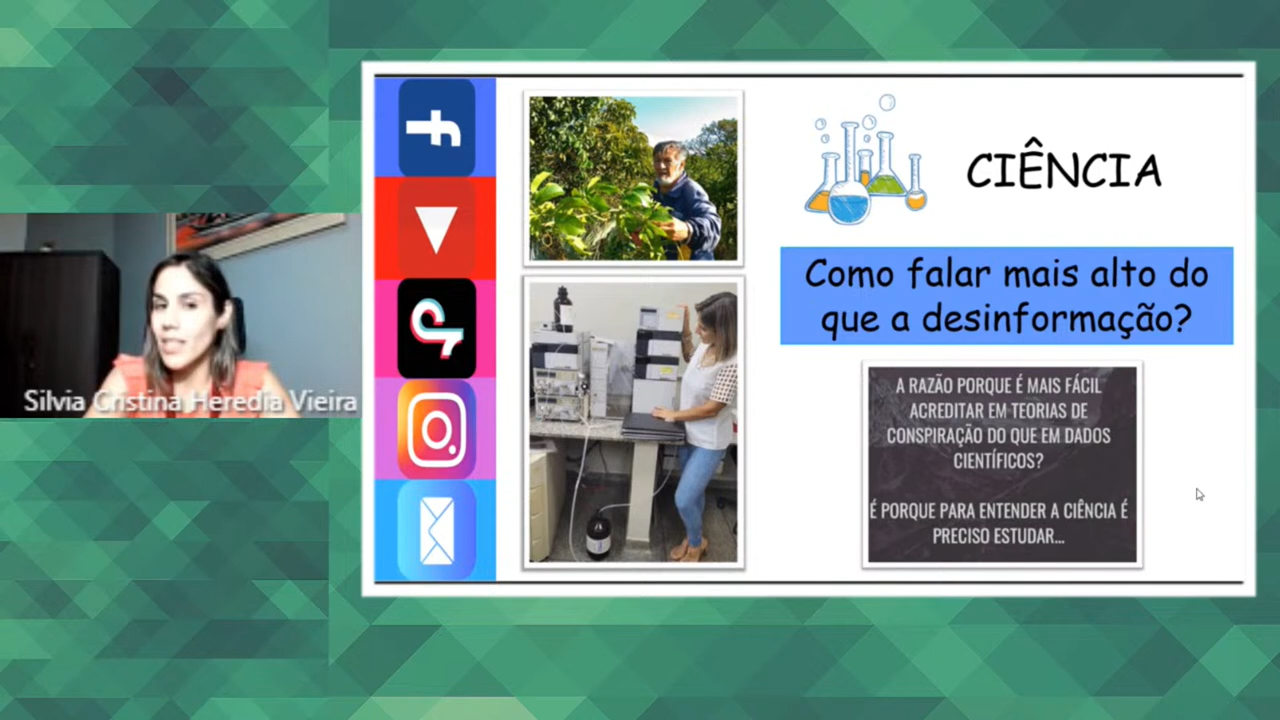 Silvia Cristina Heredia Vieira
CIÊNCIA
Como falar mais alto do
que a desinformação?
A RAZÃO PORQUE É MAIS FÁCIL
ACREDITAR EM TEORIAS DE
CONSPIRAÇÃO DO QUE EM DADOS
CIENTÍFICOS?
É PORQUE PARA ENTENDER A CIÊNCIA É
PRECISO ESTUDAR...